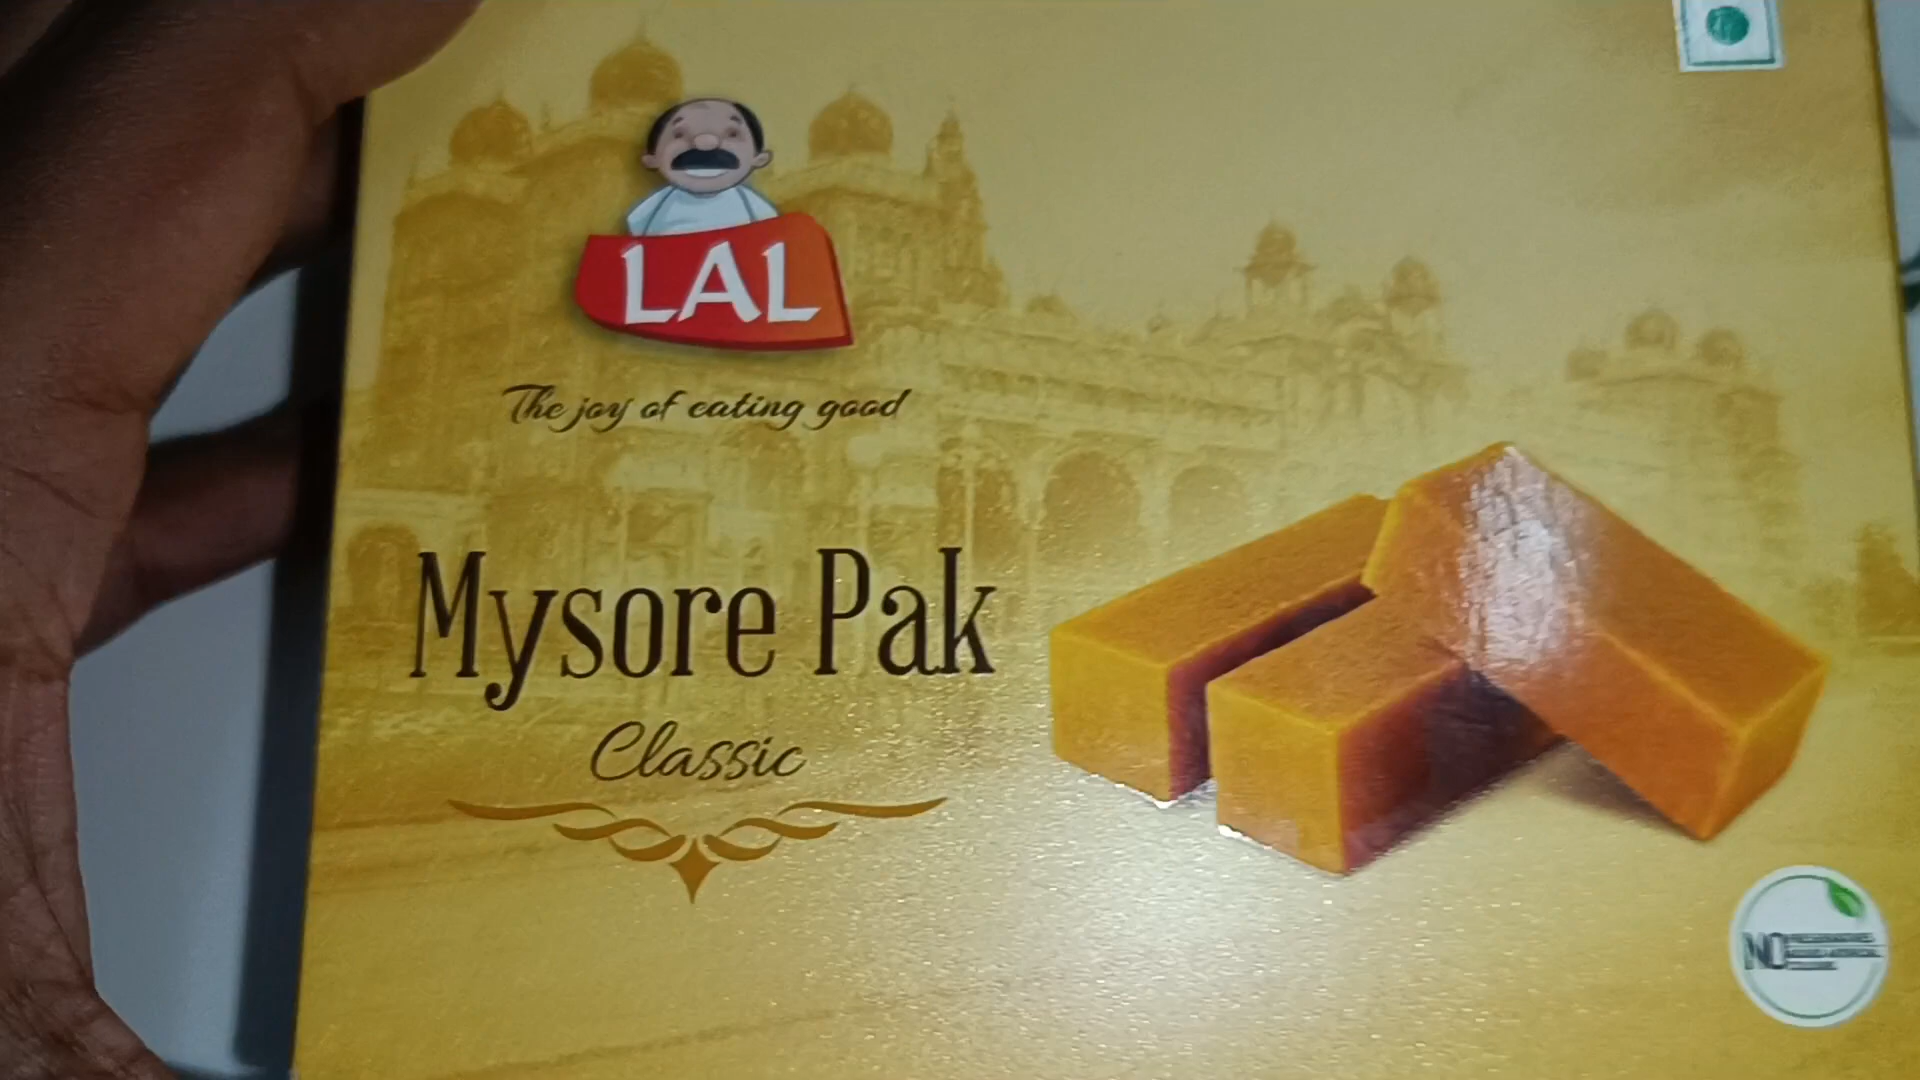 LAL
The joy of eating good
Mysore Pak
Classic
NO